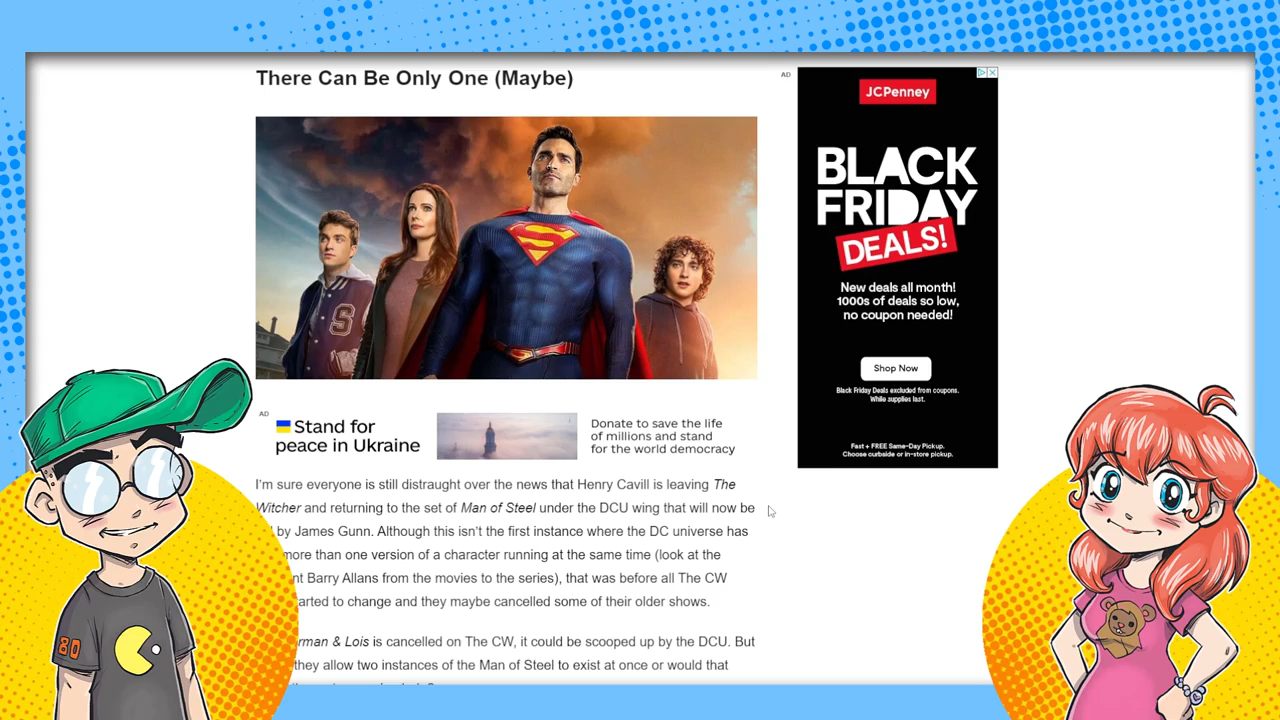 There Can Be Only One (Maybe)
AD
JCPenney
BLACK
FRIDAY
DEALS!
New deals all month!
1000s of deals so low,
no coupon needed!
Shop Now
Black Friday Deals excluded from coupons.
While supplies last.
Fast + FREE Same-Day Pickup.
Choose curbside or in-store pickup.
S
AD
Stand for
peace in Ukraine
Donate to save the life
of millions and stand
for the world democracy
I'm sure everyone is still distraught over the news that Henry Cavill is leaving The
Witcher and returning to the set of Man of Steel under the DCU wing that will now be
by James Gunn. Although this isn't the first instance where the DC universe has
more than one version of a character running at the same time (look at the
nt Barry Allans from the movies to the series), that was before all The CW
arted to change and they maybe cancelled some of their older shows.
rman & Lois is cancelled on The CW, it could be scooped up by the DCU. But
they allow two instances of the Man of Steel to exist at once or would that
80